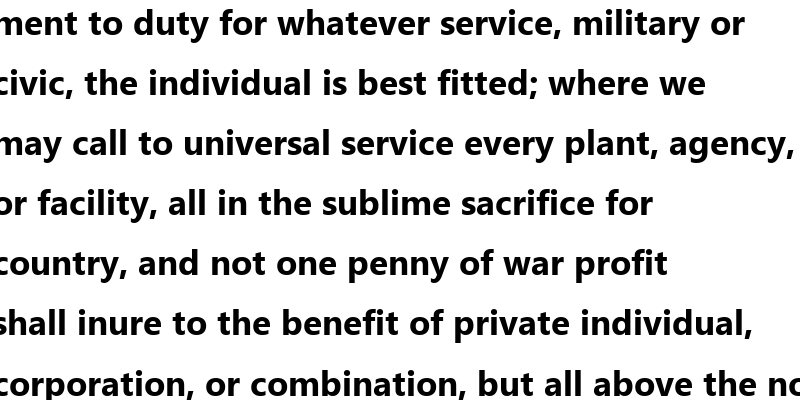 ment to duty for whatever service, military or
civic, the individual is best fitted; where we
may call to universal service every plant, agency,
or facility, all in the sublime sacrifice for
country, and not one penny of war profit
shall inure to the benefit of private individual,
corporation, or combination, but all above the